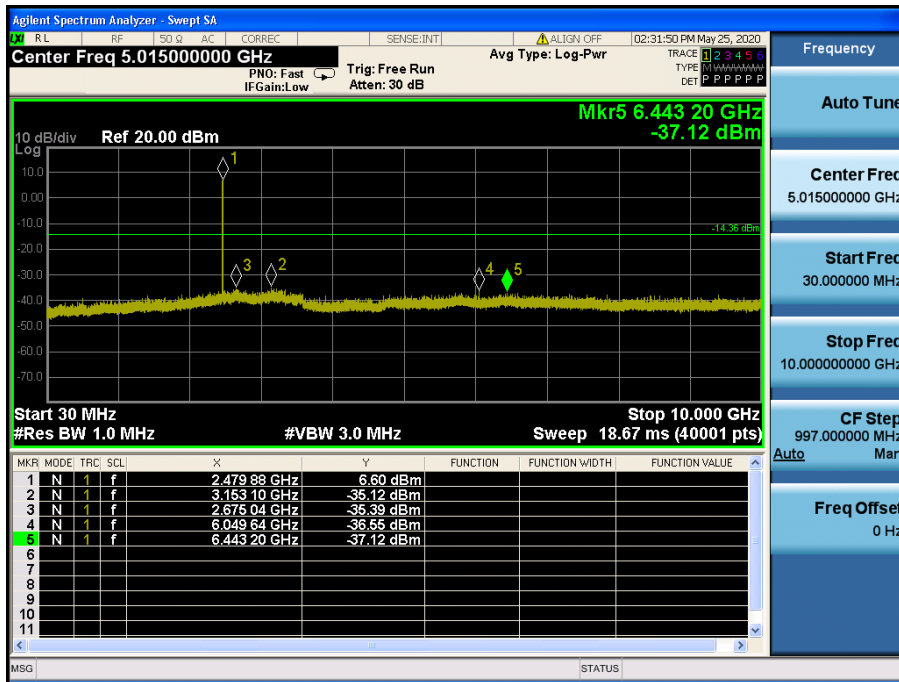 Agilent Spectrum Analyzer - Swept SA
LXI RL RF 50 Ω AC CORREC SENSE:INT ALIGN OFF 02:31:50 PM May 25, 2020
Center Freq 5.015000000 GHz
PNO: Fast
IFGain:Low
Trig: Free Run
Atten: 30 dB
Avg Type: Log-Pwr
TRACE 1 2 3 4 5 6
TYPE M WWWWW
DET P P P P P P
Mkr5 6.443 20 GHz
-37.12 dBm
10 dB/div Ref 20.00 dBm
Log
10.0
0.00
-10.0
-20.0
-30.0
-40.0
-50.0
-60.0
-70.0
1
3
2
4
5
-14.36 dBm
Start 30 MHz Stop 10.000 GHz
#Res BW 1.0 MHz #VBW 3.0 MHz Sweep 18.67 ms (40001 pts)
MKR MODE TRC SCL X Y FUNCTION FUNCTION WIDTH FUNCTION VALUE
1 N 1 f 2.479 88 GHz 6.60 dBm
2 N 1 f 3.153 10 GHz -35.12 dBm
3 N 1 f 2.675 04 GHz -35.39 dBm
4 N 1 f 6.049 64 GHz -36.55 dBm
5 N 1 f 6.443 20 GHz -37.12 dBm
6
7
8
9
10
11
MSG STATUS
Frequency
Auto Tune
Center Freq
5.015000000 GHz
Start Freq
30.000000 MHz
Stop Freq
10.000000000 GHz
CF Step
997.000000 MHz
Auto Man
Freq Offset
0 Hz